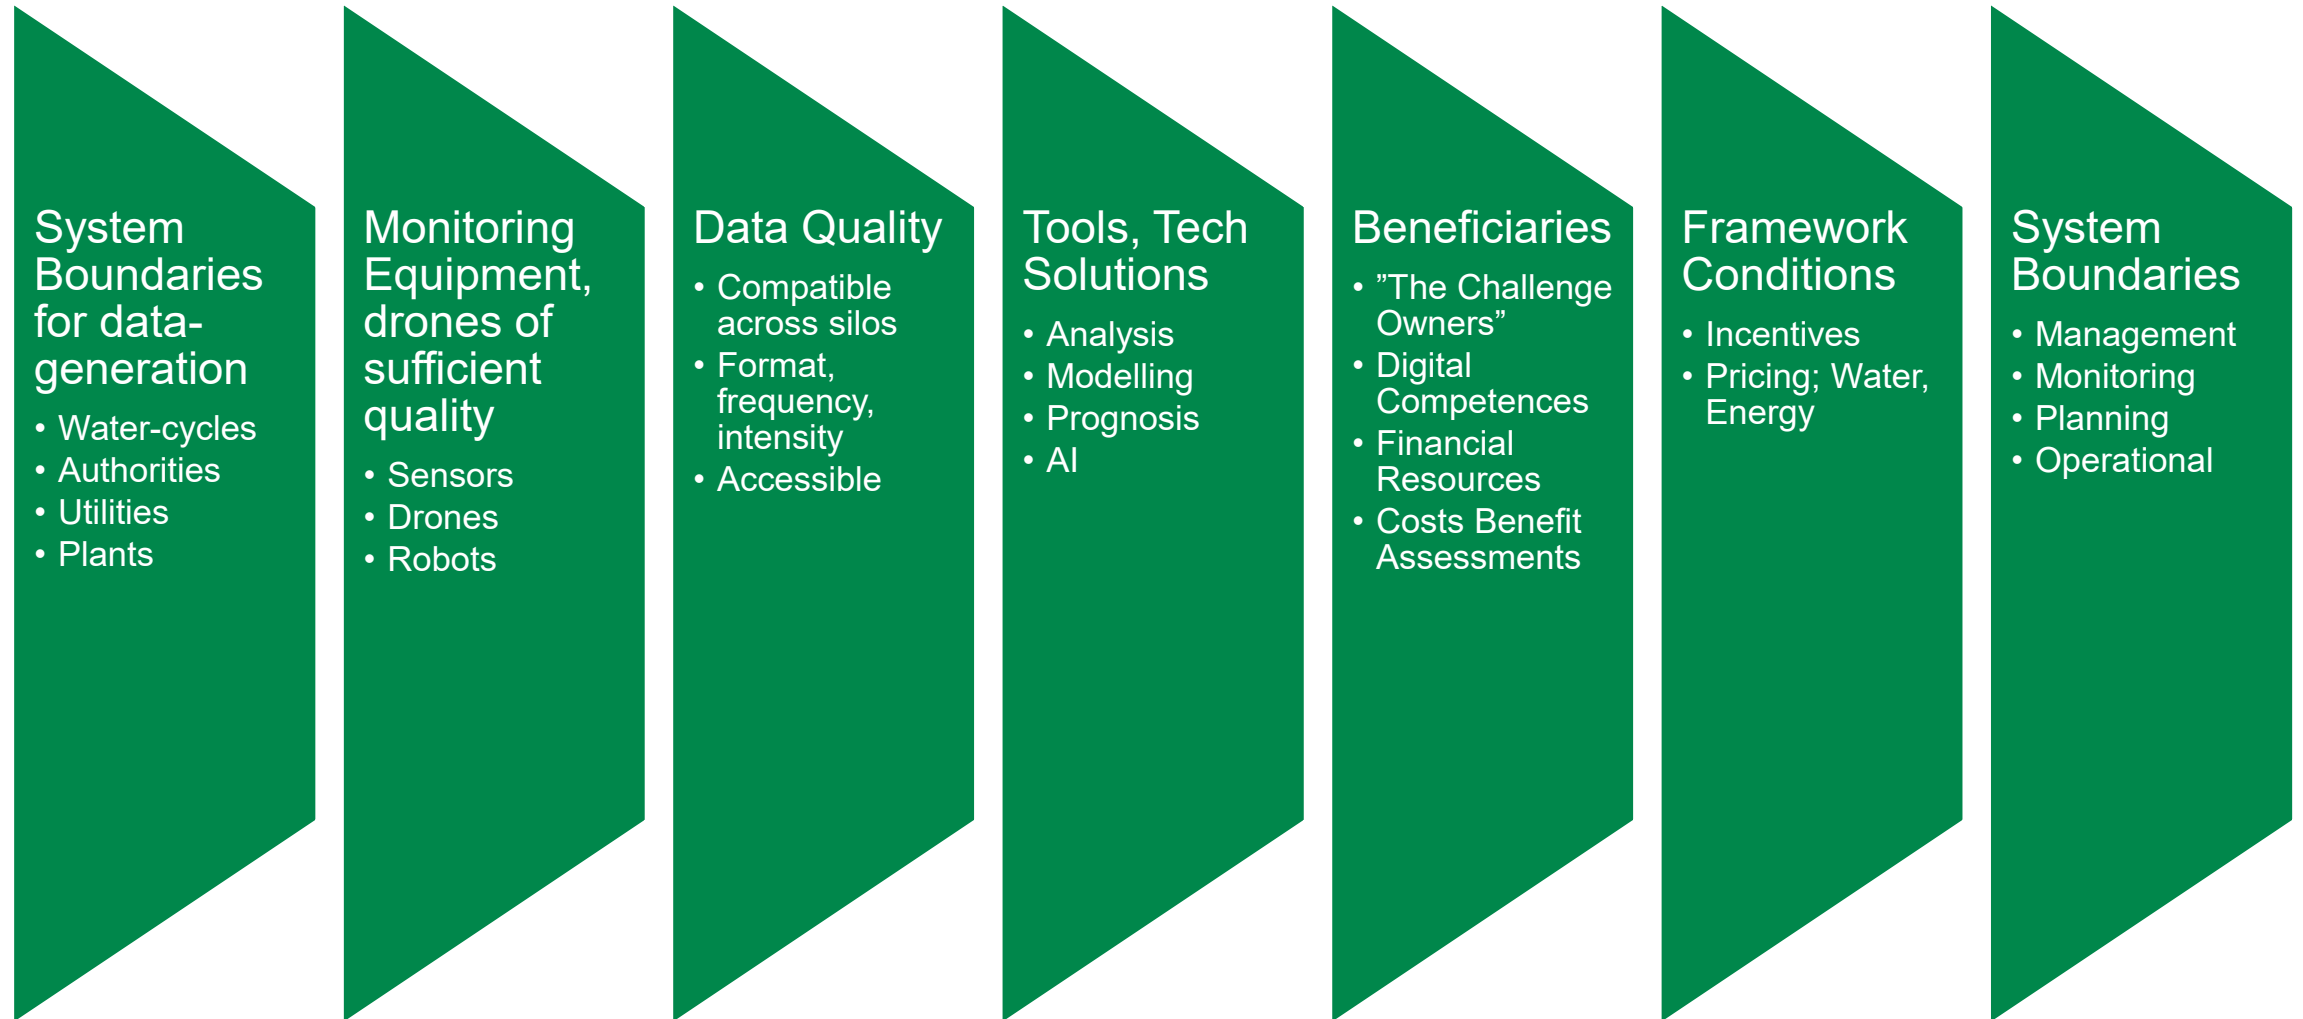 System
Boundaries
for data-
generation
• Water-cycles
• Authorities
• Utilities
• Plants
Monitoring
Equipment,
drones of
sufficient
quality
• Sensors
• Drones
• Robots
Data Quality
• Compatible
across silos
• Format,
frequency,
intensity
• Accessible
Tools, Tech
Solutions
• Analysis
• Modelling
• Prognosis
• AI
Beneficiaries
• ”The Challenge
Owners”
• Digital
Competences
• Financial
Resources
• Costs Benefit
Assessments
Framework
Conditions
• Incentives
• Pricing; Water,
Energy
System
Boundaries
• Management
• Monitoring
• Planning
• Operational